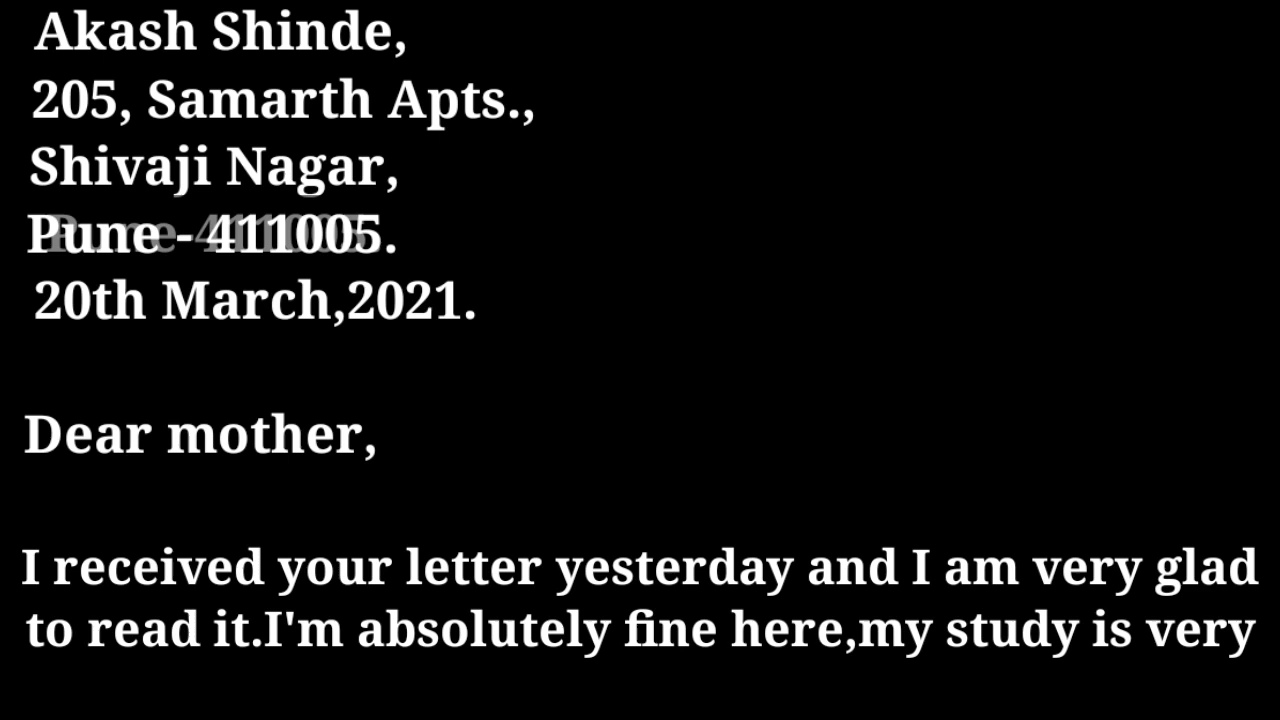 Akash Shinde,
205, Samarth Apts.,
Shivaji Nagar,
Pune - 411005.
20th March,2021.
Dear mother,
I received your letter yesterday and I am very glad
to read it.I'm absolutely fine here,my study is very